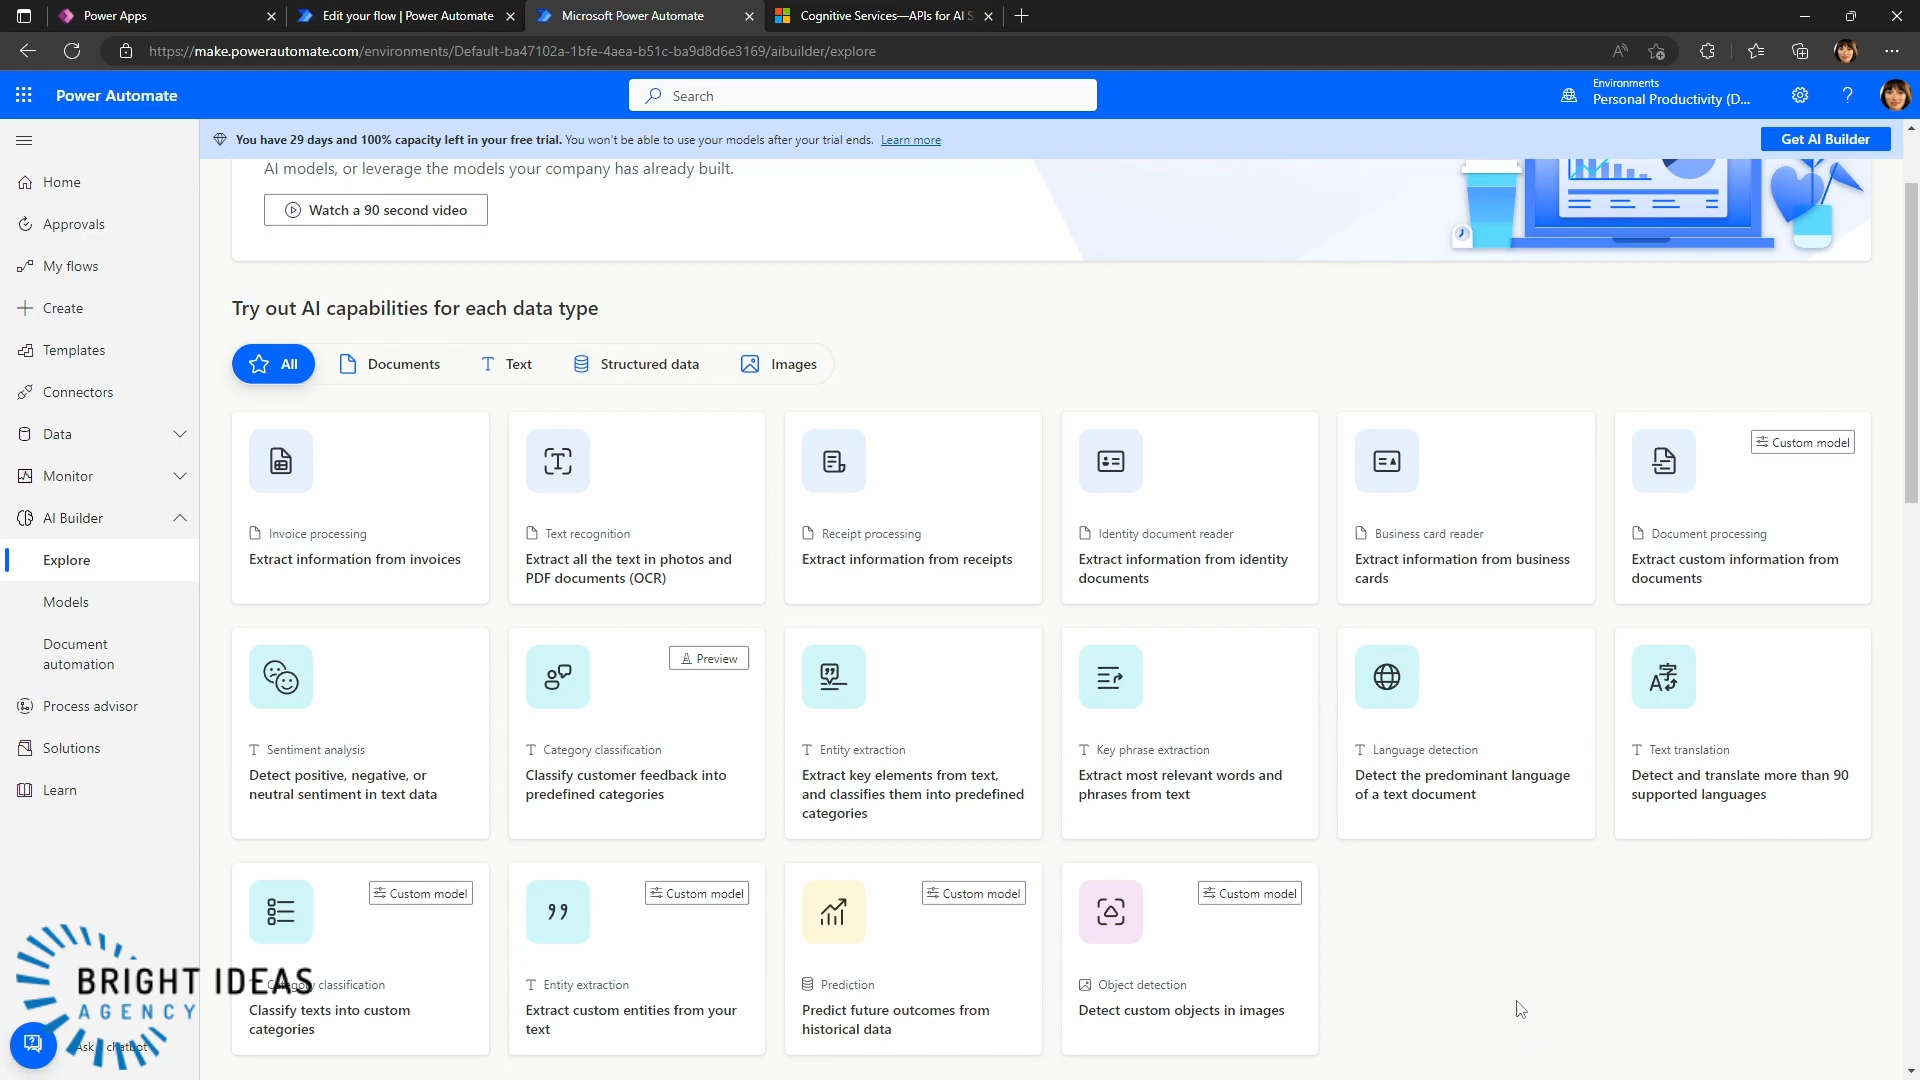 Power Apps
Edit your flow | Power Automate
Microsoft Power Automate
Cognitive Services—APIs for AI S
https://make.powerautomate.com/environments/Default-ba47102a-1bfe-4aea-b51c-ba9d8d6e3169/aibuilder/explore
Power Automate
Search
Environments
Personal Productivity (D...
You have 29 days and 100% capacity left in your free trial. You won't be able to use your models after your trial ends. Learn more
Get AI Builder
Home
Approvals
My flows
Create
Templates
Connectors
Data
Monitor
AI Builder
Explore
Models
Document
automation
Process advisor
Solutions
Learn
Ask a chatbot
AI models, or leverage the models your company has already built.
Watch a 90 second video
Try out AI capabilities for each data type
All
Documents
Text
Structured data
Images
Invoice processing
Extract information from invoices
Text recognition
Extract all the text in photos and
PDF documents (OCR)
Receipt processing
Extract information from receipts
Identity document reader
Extract information from identity
documents
Business card reader
Extract information from business
cards
Custom model
Document processing
Extract custom information from
documents
Sentiment analysis
Detect positive, negative, or
neutral sentiment in text data
Preview
Category classification
Classify customer feedback into
predefined categories
Entity extraction
Extract key elements from text,
and classifies them into predefined
categories
Key phrase extraction
Extract most relevant words and
phrases from text
Language detection
Detect the predominant language
of a text document
Text translation
Detect and translate more than 90
supported languages
Custom model
Category classification
Classify texts into custom
categories
Custom model
Entity extraction
Extract custom entities from your
text
Custom model
Prediction
Predict future outcomes from
historical data
Custom model
Object detection
Detect custom objects in images
BRIGHT IDEAS
AGENCY